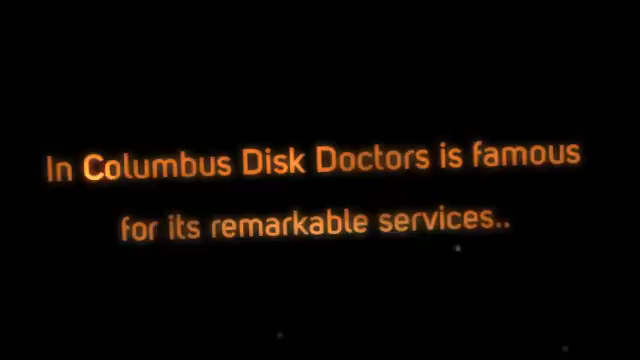 In Columbus Disk Doctors is famous
for its remarkable services..